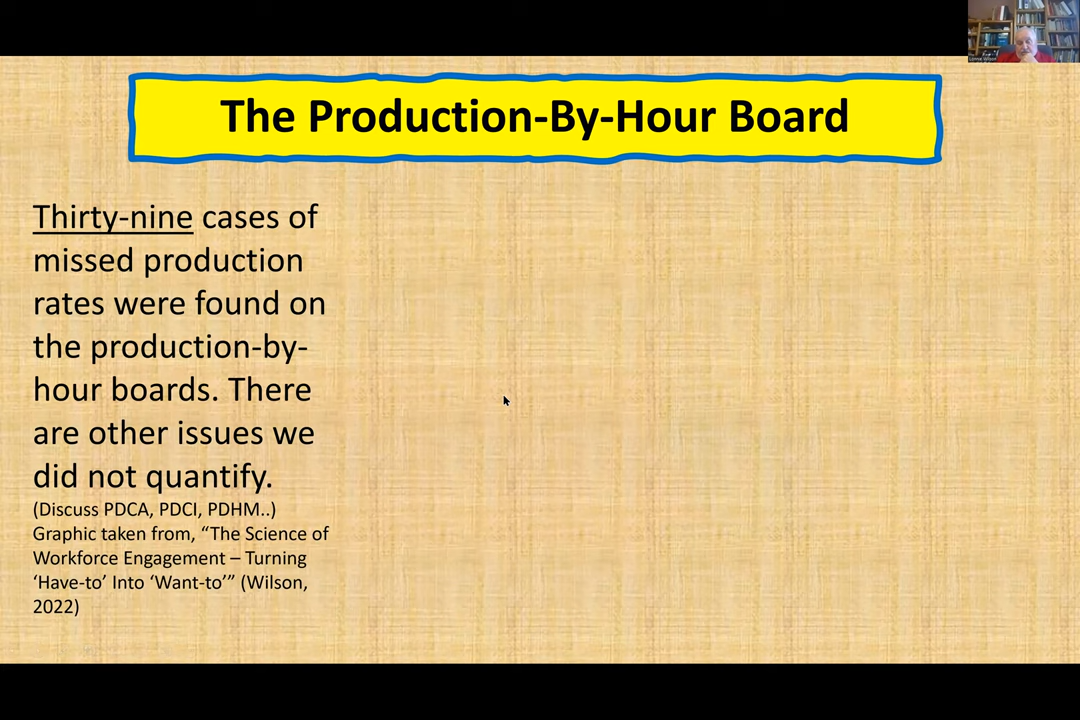 The Production-By-Hour Board
Thirty-nine cases of
missed production
rates were found on
the production-by-
hour boards. There
are other issues we
did not quantify.
(Discuss PDCA, PDCI, PDHM..)
Graphic taken from, “The Science of
Workforce Engagement – Turning
‘Have-to’ Into ‘Want-to’” (Wilson,
2022)